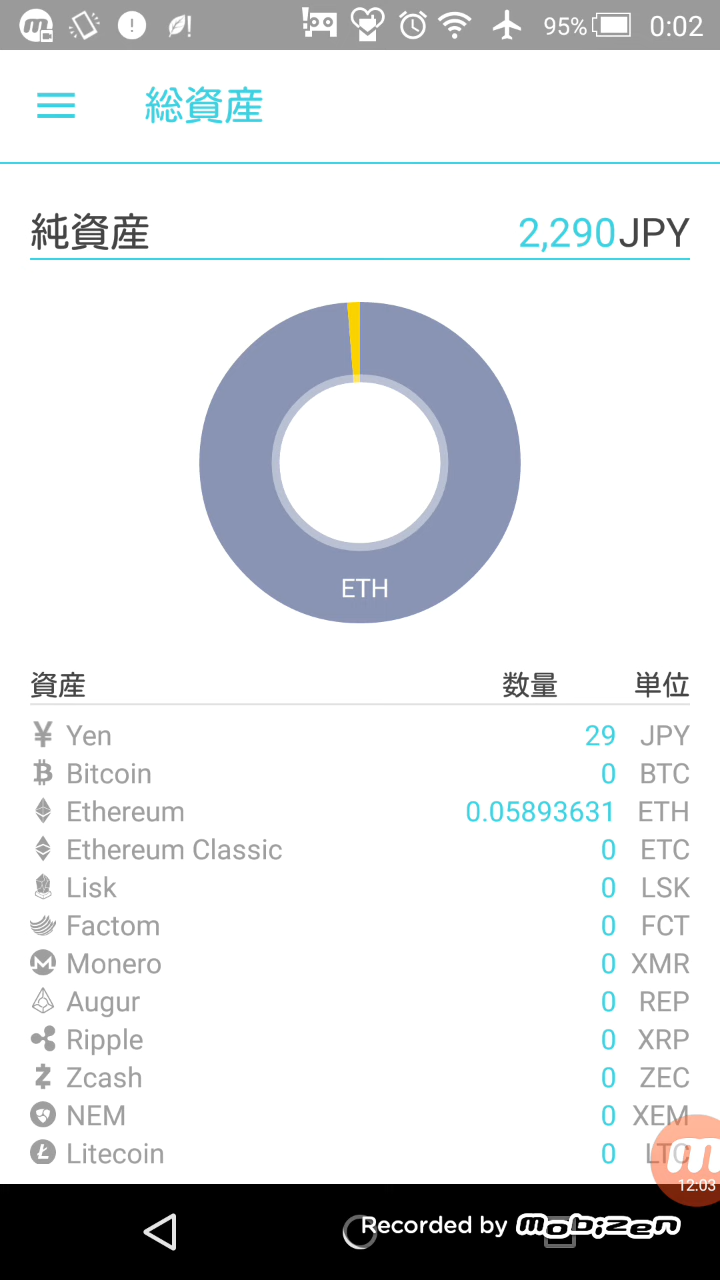 95% 0:02
総資産
純資産 2,290JPY
ETH
資産 数量 単位
Yen 29 JPY
Bitcoin 0 BTC
Ethereum 0.05893631 ETH
Ethereum Classic 0 ETC
Lisk 0 LSK
Factom 0 FCT
Monero 0 XMR
Augur 0 REP
Ripple 0 XRP
Zcash 0 ZEC
NEM 0 XEM
Litecoin 0 LTC
12.03
Recorded by mobizen